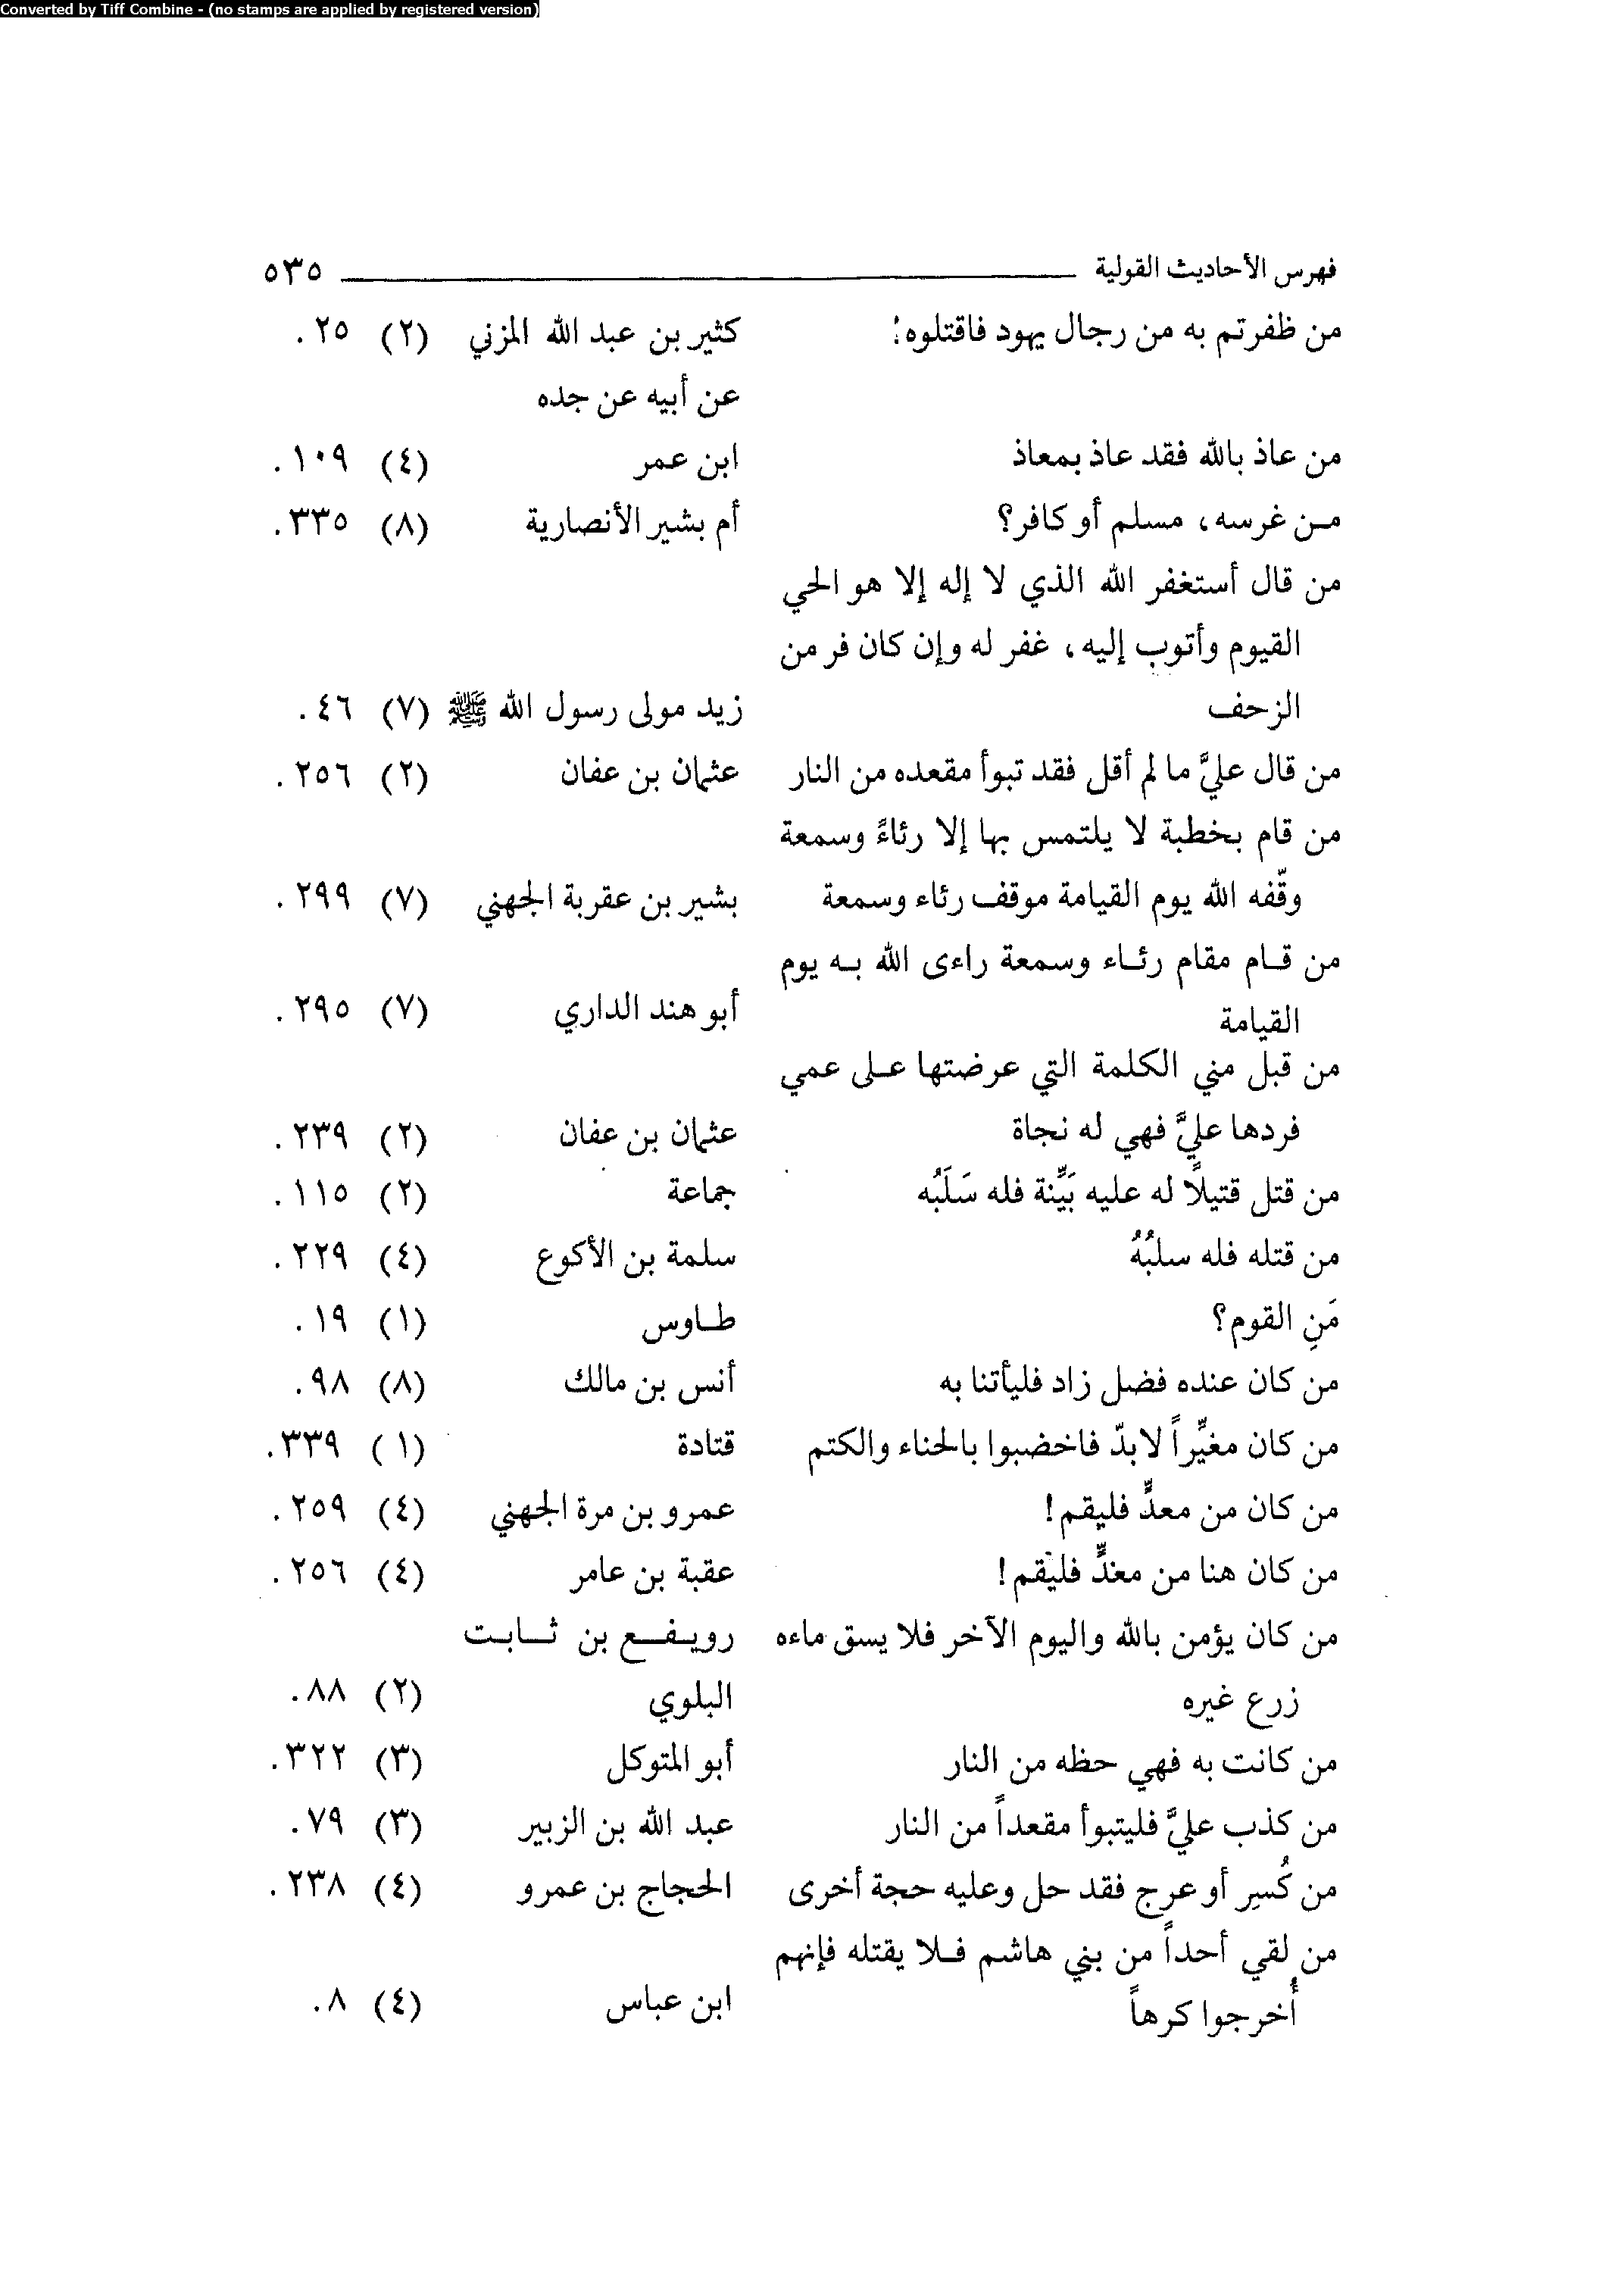 Converted by Tiff Combine - (no stamps are applied by registered version)
فهرس الأحاديث القولية ٥٣٥
من ظفرتم به من رجال يهود فاقتلوه! كثير بن عبد الله المزني (٢) ٢٥ .
عن أبيه عن جده
من عاذ بالله فقد عاذ بمعاذ ابن عمر (٤) ١٠٩ .
مـن غرسه، مسلم أو كافر؟ أم بشير الأنصارية (٨) ٣٣٥ .
من قال أستغفر الله الذي لا إله إلا هو الحي
القيوم وأتوب إليه، غفر له وإن كان فر من
الزحف زيد مولى رسول الله ﷺ (٧) ٤٦ .
من قال عليَّ ما لم أقل فقد تبوأ مقعده من النار عثمان بن عفان (٢) ٢٥٦ .
من قام بخطبة لا يلتمس بها إلا رئاءً وسمعة
وقّفه الله يوم القيامة موقف رئاء وسمعة بشير بن عقربة الجهني (٧) ٢٩٩ .
من قـام مقام رئـاء وسمعة راءى الله بـه يوم
القيامة أبو هند الداري (٧) ٢٩٥ .
من قبل مني الكلمة التي عرضتها عـلى عمي
فردها عليَّ فهي له نجاة عثمان بن عفان (٢) ٢٣٩ .
من قتل قتيلًا له عليه بَيِّنة فله سَلَبُه جماعة (٢) ١١٥ .
من قتله فله سلبُهُ سلمة بن الأكوع (٤) ٢٢٩ .
مَنِ القوم؟ طـاوس (١) ١٩ .
من كان عنده فضل زاد فليأتنا به أنس بن مالك (٨) ٩٨ .
من كان مغيِّراً لابدّ فاخضبوا بالحناء والكتم قتادة (١) ٣٣٩ .
من كان من معدٍّ فليقم! عمرو بن مرة الجهني (٤) ٢٥٩ .
من كان هنا من معدٍّ فليقم! عقبة بن عامر (٤) ٢٥٦ .
من كان يؤمن بالله واليوم الآخر فلا يسق ماءه رويـفـع بن ثـابـت
زرع غيره البلوي (٢) ٨٨ .
من كانت به فهي حظه من النار أبو المتوكل (٣) ٣٢٢ .
من كذب عليَّ فليتبوأ مقعداً من النار عبد الله بن الزبير (٣) ٧٩ .
من كُسِر أو عرج فقد حل وعليه حجة أخرى الحجاج بن عمرو (٤) ٢٣٨ .
من لقي أحداً من بني هاشم فـلا يقتله فإنهم
أُخرجوا كرهاً ابن عباس (٤) ٨ .